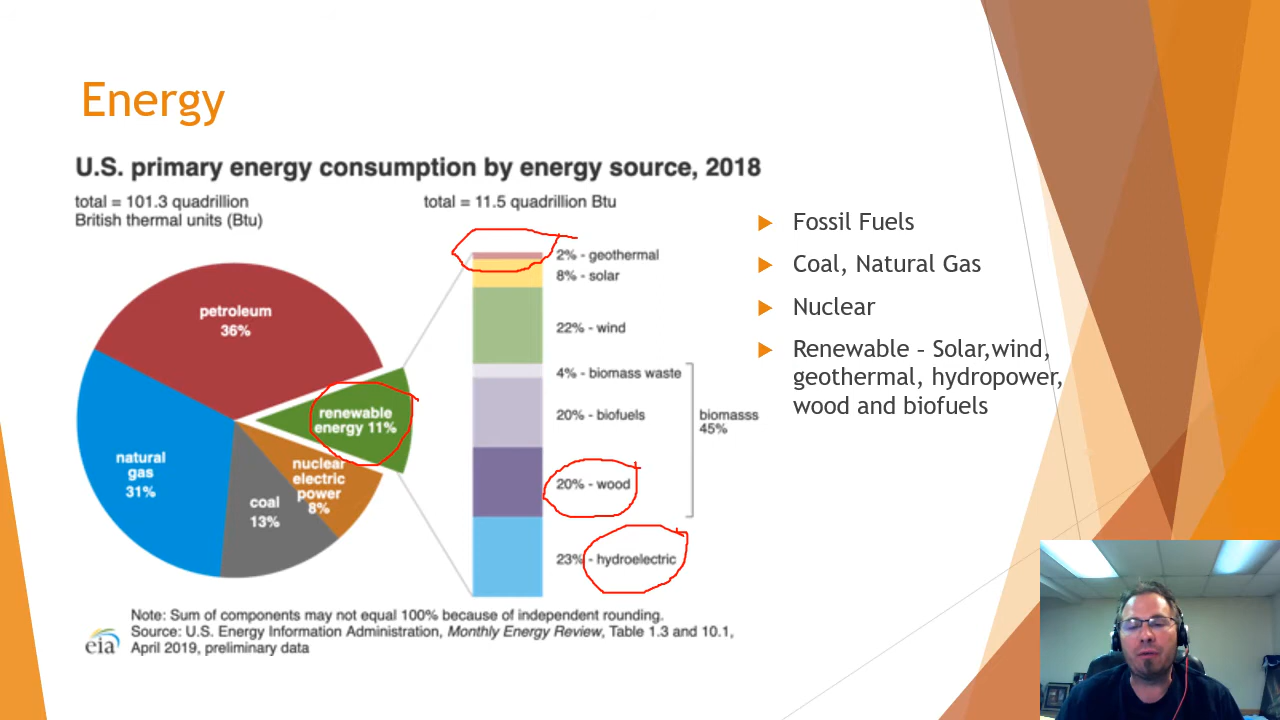 Energy
U.S. primary energy consumption by energy source, 2018
total = 101.3 quadrillion
British thermal units (Btu)
total = 11.5 quadrillion Btu
petroleum
36%
natural
gas
31%
coal
13%
nuclear
electric
power
8%
renewable
energy 11%
2% - geothermal
8% - solar
22% - wind
4% - biomass waste
20% - biofuels
20% - wood
23% - hydroelectric
biomasss
45%
Note: Sum of components may not equal 100% because of independent rounding.
Source: U.S. Energy Information Administration, Monthly Energy Review, Table 1.3 and 10.1,
April 2019, preliminary data
eia
Fossil Fuels
Coal, Natural Gas
Nuclear
Renewable – Solar,wind,
geothermal, hydropower,
wood and biofuels